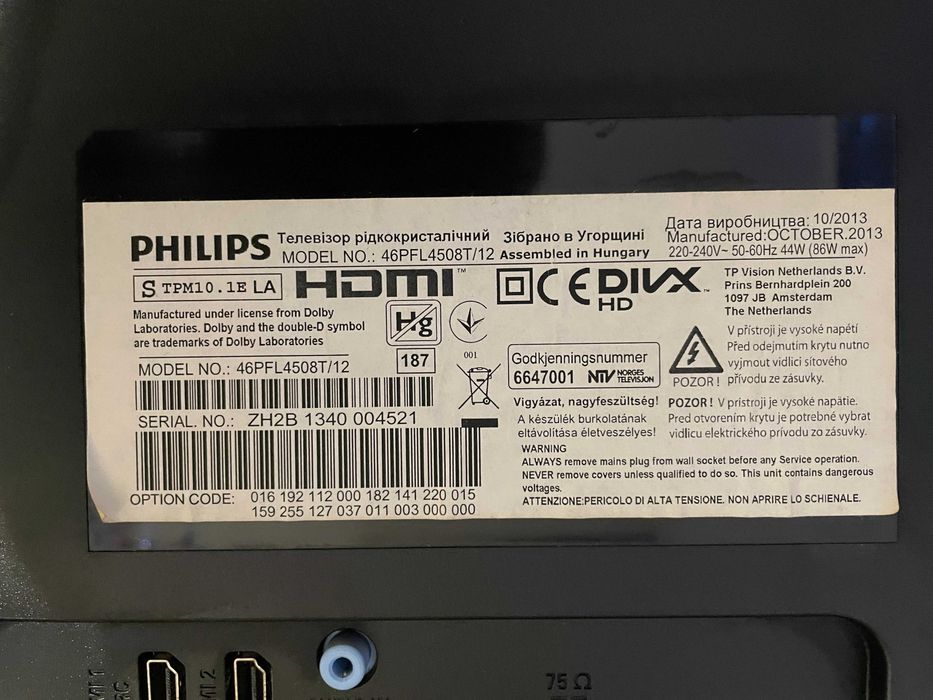 PHILIPS
Телевізор рідкокристалічний
MODEL NO.: 46PFL4508T/12
Зібрано в Угорщині
Assembled in Hungary
Дата виробництва: 10/2013
Manufactured:OCTOBER.2013
220-240V~ 50-60Hz 44W (86W max)
S TPM10.1E LA
HDMI™
CE
DIVX™
HD
TP Vision Netherlands B.V.
Prins Bernhardplein 200
1097 JB Amsterdam
The Netherlands
Manufactured under license from Dolby
Laboratories. Dolby and the double-D symbol
are trademarks of Dolby Laboratories
Hg
187
001
MODEL NO.: 46PFL4508T/12
SERIAL. NO.: ZH2B 1340 004521
OPTION CODE: 016 192 112 000 182 141 220 015
159 255 127 037 011 003 000 000
Godkjenningsnummer
6647001 NTV NORGES
TELEVISJON
Vigyázat, nagyfeszültség!
A készülék burkolatának
eltávolítása életveszélyes!
POZOR !
V přístroji je vysoké napětí
Před odejmutím krytu nutno
vyjmout vidlici síťového
přívodu ze zásuvky.
POZOR ! V prístroji je vysoké napätie.
Pred otvorením krytu je potrebné vybrat
vidlicu elektrického prívodu zo zásuvky.
WARNING
ALWAYS remove mains plug from wall socket before any Service operation.
NEVER remove covers unless qualified to do so. This unit contains dangerous
voltages.
ATTENZIONE:PERICOLO DI ALTA TENSIONE. NON APRIRE LO SCHIENALE.
75 Ω